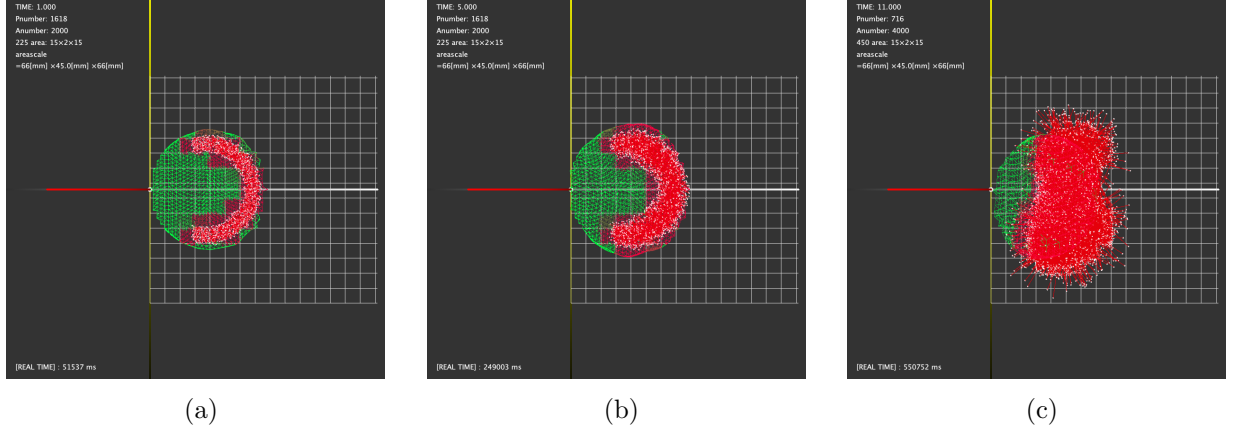 TIME: 1.000
Pnumber: 1618
Anumber: 2000
225 area: 15×2×15
areascale
=66[mm] ×45.0[mm] ×66[mm]
[REAL TIME] : 51537 ms
(a)
TIME: 5.000
Pnumber: 1618
Anumber: 2000
225 area: 15×2×15
areascale
=66[mm] ×45.0[mm] ×66[mm]
[REAL TIME] : 249003 ms
(b)
TIME: 11.000
Pnumber: 716
Anumber: 4000
450 area: 15×2×15
areascale
=66[mm] ×45.0[mm] ×66[mm]
[REAL TIME] : 550752 ms
(c)